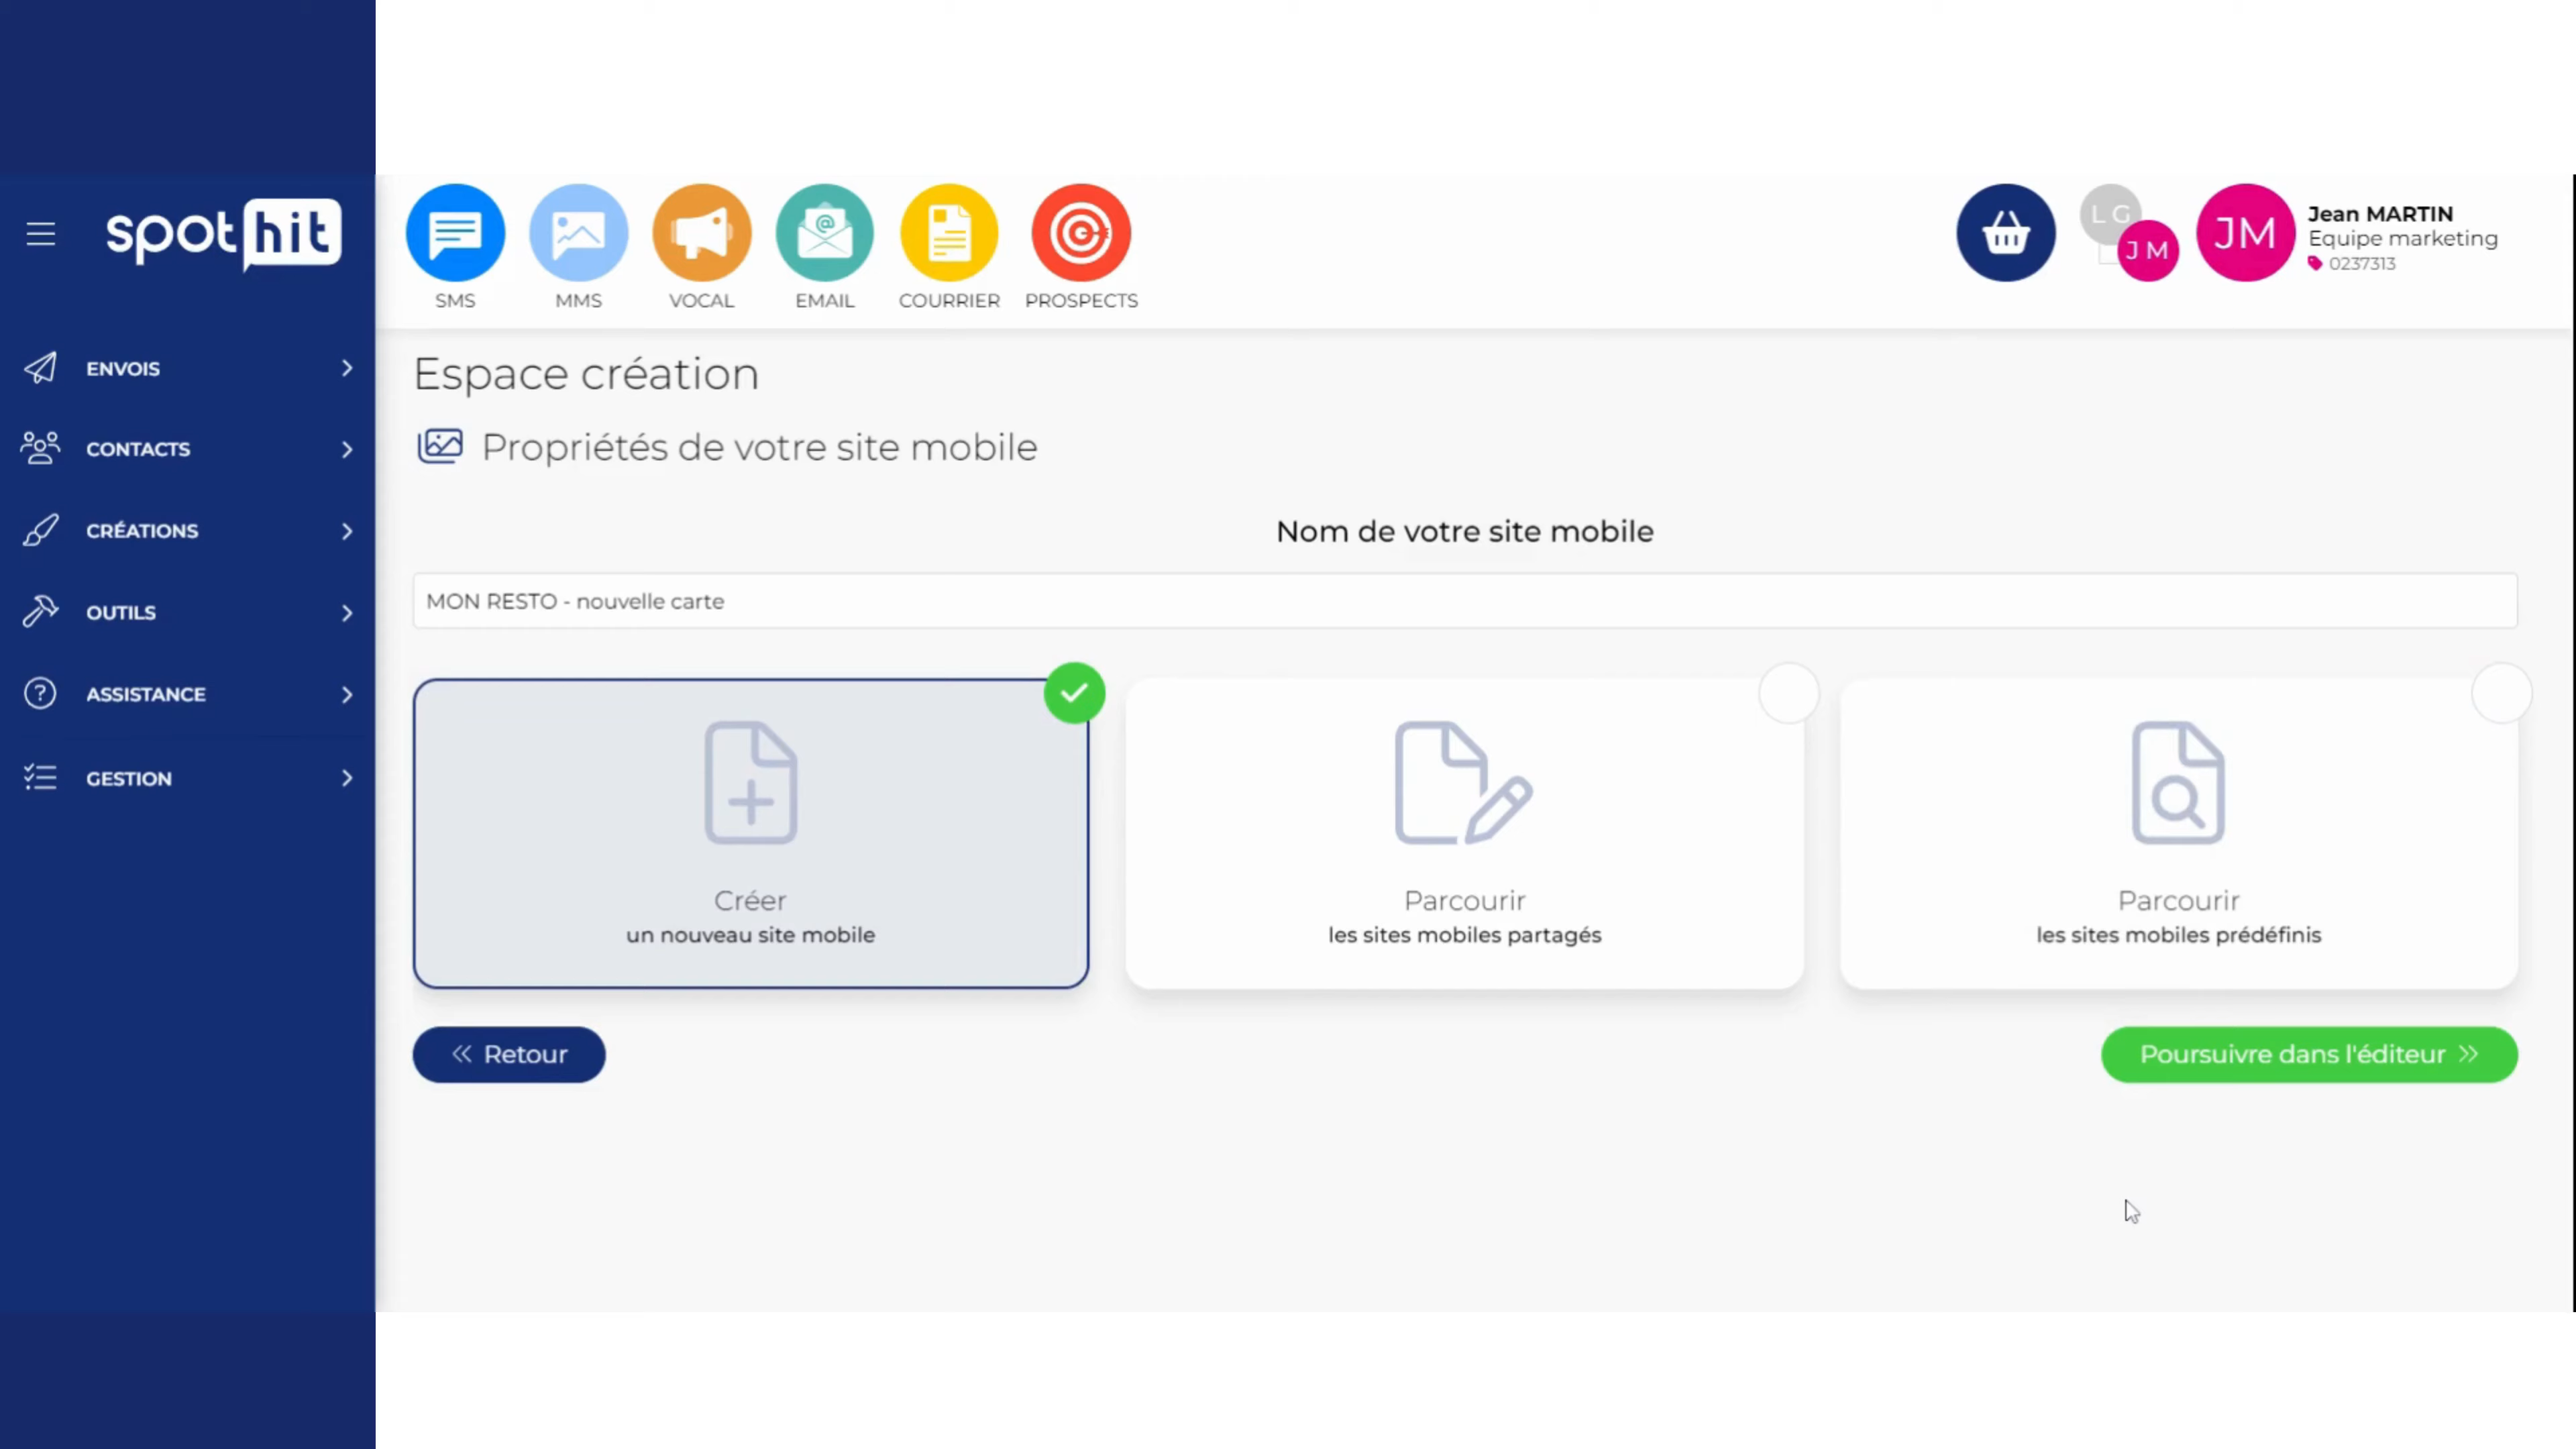 spothit
SMS
MMS
VOCAL
EMAIL
COURRIER
PROSPECTS
L G
J M
JM
Jean MARTIN
Equipe marketing
0237313
ENVOIS
CONTACTS
CRÉATIONS
OUTILS
ASSISTANCE
GESTION
Espace création
Propriétés de votre site mobile
Nom de votre site mobile
MON RESTO - nouvelle carte
Créer
un nouveau site mobile
Parcourir
les sites mobiles partagés
Parcourir
les sites mobiles prédéfinis
Retour
Poursuivre dans l'éditeur